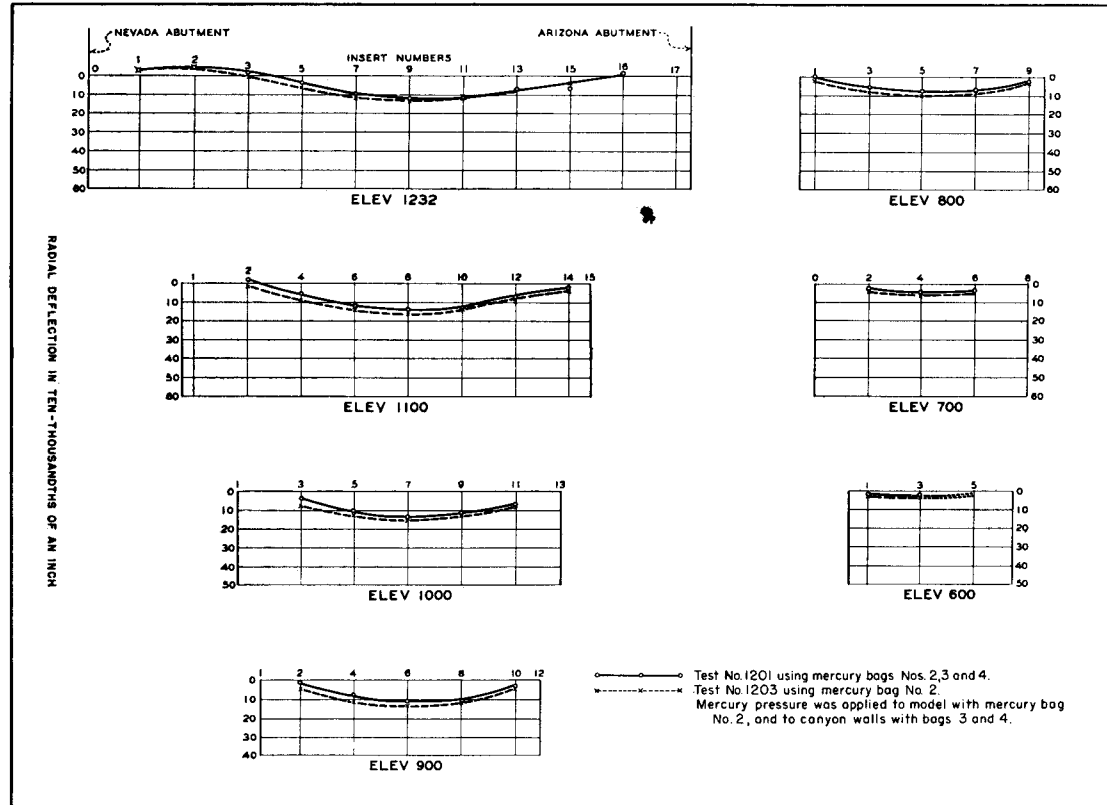 NEVADA ABUTMENT
ARIZONA ABUTMENT
INSERT NUMBERS
0 1 2 3 5 7 9 11 13 15 16 17
0
10
20
30
40
50
60
ELEV 1232
1 3 5 7 9
0
10
20
30
40
50
60
ELEV 800
RADIAL DEFLECTION IN TEN-THOUSANDTHS OF AN INCH
1 2 4 6 8 10 12 14 15
0
10
20
30
40
50
60
ELEV 1100
0 2 4 6 8
0
10
20
30
40
50
60
ELEV 700
1 3 5 7 9 11 13
0
10
20
30
40
50
ELEV 1000
1 3 5
0
10
20
30
40
50
ELEV 600
1 2 4 6 8 10 12
0
10
20
30
40
ELEV 900
Test No. 1201 using mercury bags Nos. 2, 3 and 4.
Test No. 1203 using mercury bag No. 2.
Mercury pressure was applied to model with mercury bag
No. 2, and to canyon walls with bags 3 and 4.